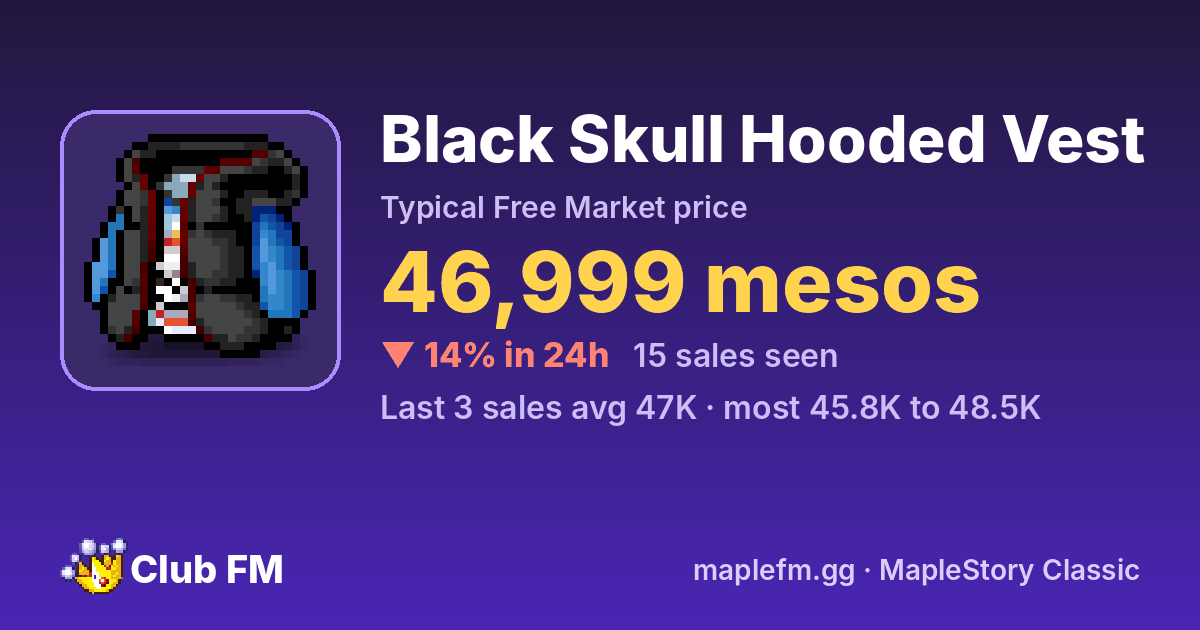 Black Skull Hooded Vest
Typical Free Market price
46,999 mesos
▼ 14% in 24h 15 sales seen
Last 3 sales avg 47K · most 45.8K to 48.5K
Club FM
maplefm.gg · MapleStory Classic